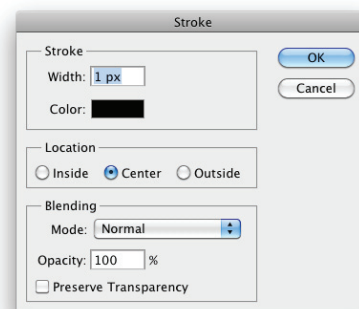 Stroke
Stroke
Width: 1 px
Color:
OK
Cancel
Location
Inside Center Outside
Blending
Mode: Normal
Opacity: 100 %
Preserve Transparency